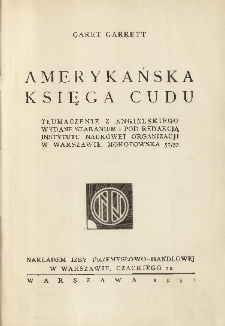 GARET GARRETT
AMERYKAŃSKA
KSIĘGA CUDU
TŁUMACZENIE Z ANGIELSKIEGO
WYDANE STARANIEM I POD REDAKCJĄ
INSTYTUTU NAUKOWEJ ORGANIZACJI
W WARSZAWIE, MOKOTOWSKA
NAKŁADEM IZBY PRZEMYSŁOWO-HANDLOWEJ
W WARSZAWIE, CZACKIEGO
WARSZAWA